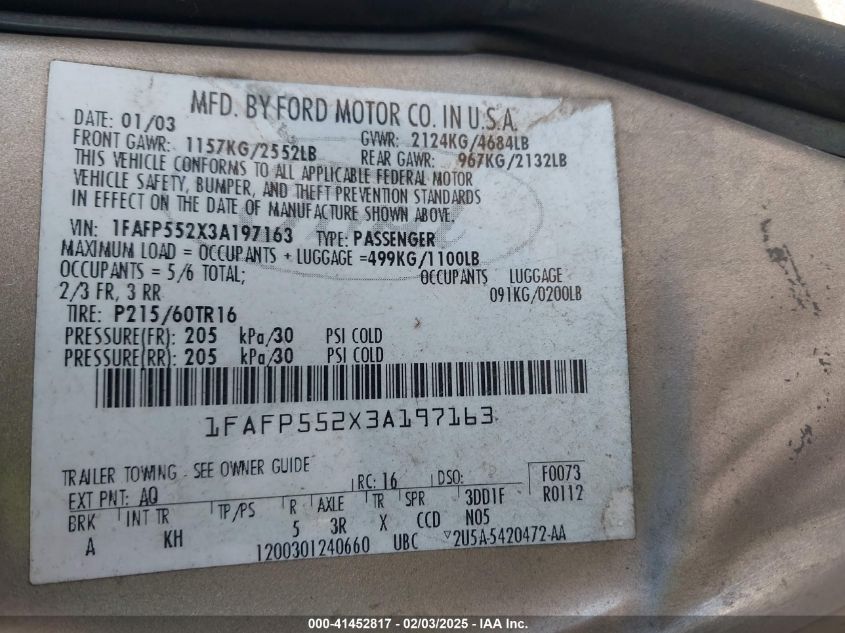 MFD. BY FORD MOTOR CO. IN U.S.A.
DATE: 01/03 GVWR: 2124KG/4684LB
FRONT GAWR: 1157KG/2552LB REAR GAWR: 967KG/2132LB
THIS VEHICLE CONFORMS TO ALL APPLICABLE FEDERAL MOTOR
VEHICLE SAFETY, BUMPER, AND THEFT PREVENTION STANDARDS
IN EFFECT ON THE DATE OF MANUFACTURE SHOWN ABOVE.
VIN: 1FAFP552X3A197163 TYPE: PASSENGER
MAXIMUM LOAD = OCCUPANTS + LUGGAGE =499KG/1100LB
OCCUPANTS = 5/6 TOTAL; OCCUPANTS LUGGAGE
2/3 FR, 3 RR 091KG/0200LB
TIRE: P215/60TR16
PRESSURE(FR): 205 kPa/30 PSI COLD
PRESSURE(RR): 205 kPa/30 PSI COLD
1FAFP552X3A197163
TRAILER TOWING - SEE OWNER GUIDE
EXT PNT: AQ RC: 16 DSO: F0073
BRK INT TR TP/PS R AXLE TR SPR 3DD1F R0112
A KH 5 3R X CCD N05
1200301240660 UBC ▽2U5A-5420472-AA
000-41452817 - 02/03/2025 - IAA Inc.